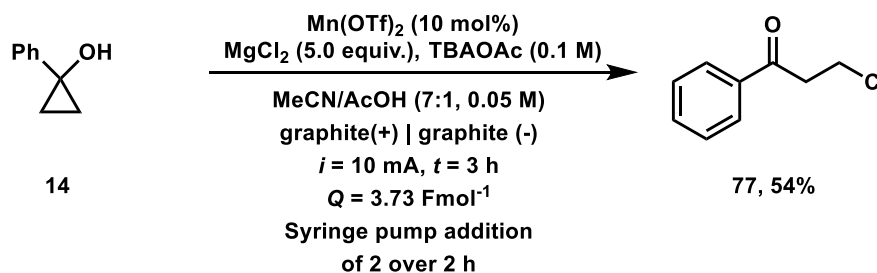 Ph
OH
14
Mn(OTf)₂ (10 mol%)
MgCl₂ (5.0 equiv.), TBAOAc (0.1 M)
MeCN/AcOH (7:1, 0.05 M)
graphite(+) | graphite (-)
i = 10 mA, t = 3 h
Q = 3.73 Fmol⁻¹
Syringe pump addition
of 2 over 2 h
O
C
77, 54%